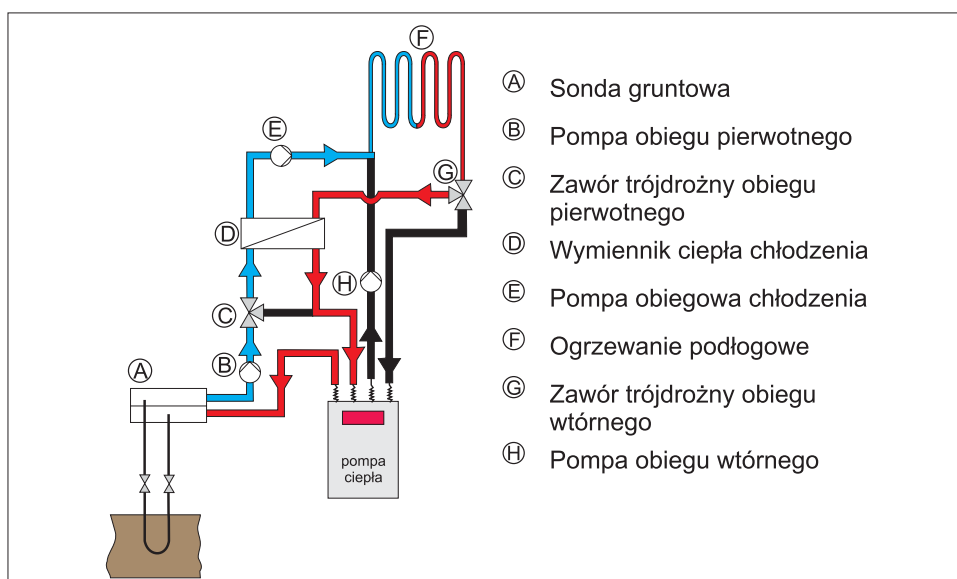 F
E
G
D
H
C
B
A
pompa
ciepła
Ⓐ Sonda gruntowa
Ⓑ Pompa obiegu pierwotnego
Ⓒ Zawór trójdrożny obiegu
pierwotnego
Ⓓ Wymiennik ciepła chłodzenia
Ⓔ Pompa obiegowa chłodzenia
Ⓕ Ogrzewanie podłogowe
Ⓖ Zawór trójdrożny obiegu
wtórnego
Ⓗ Pompa obiegu wtórnego